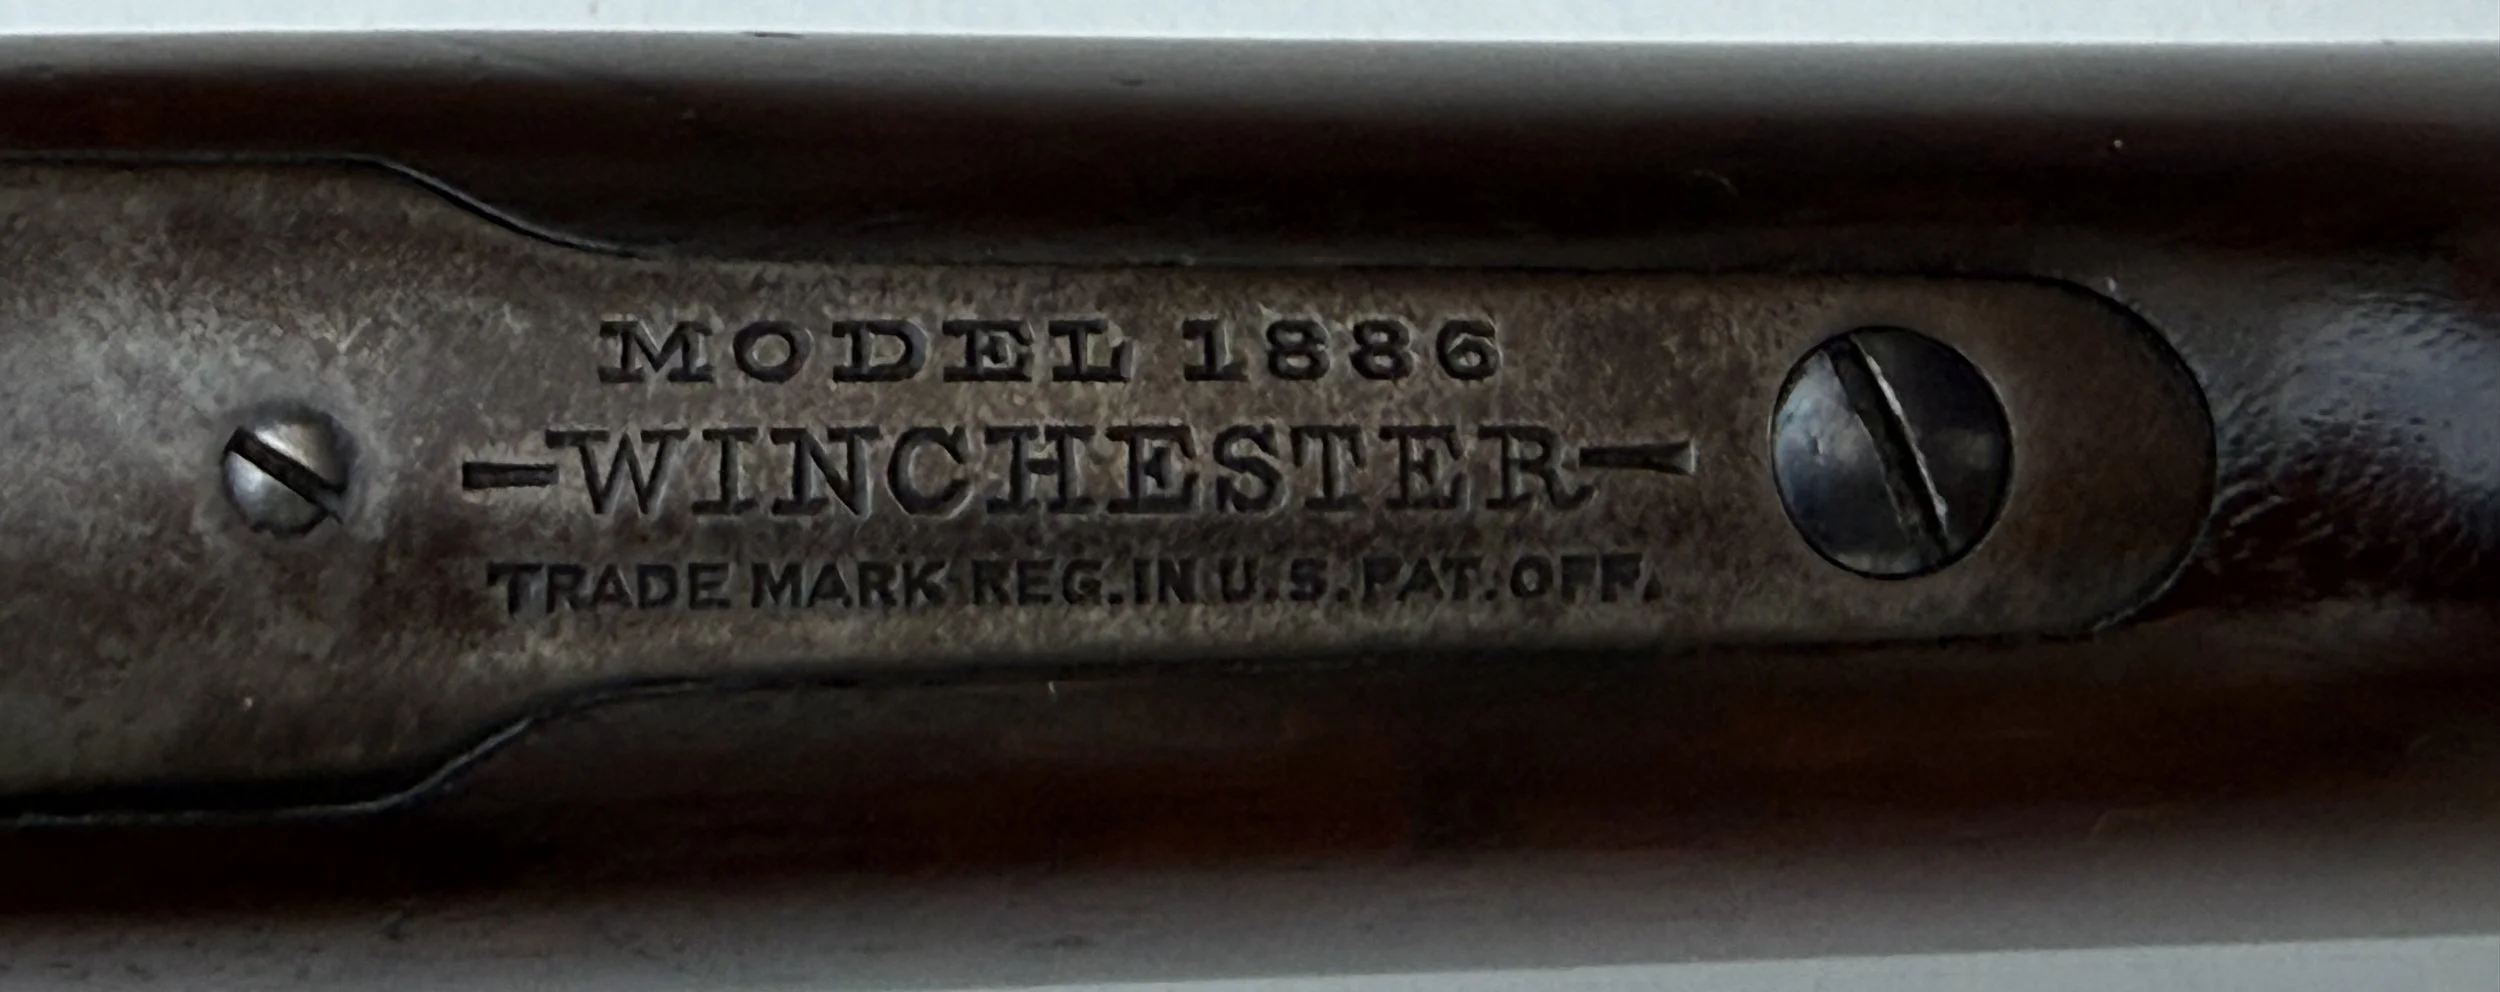 MODEL 1886
-WINCHESTER-
TRADE MARK REG. IN U.S. PAT. OFF.